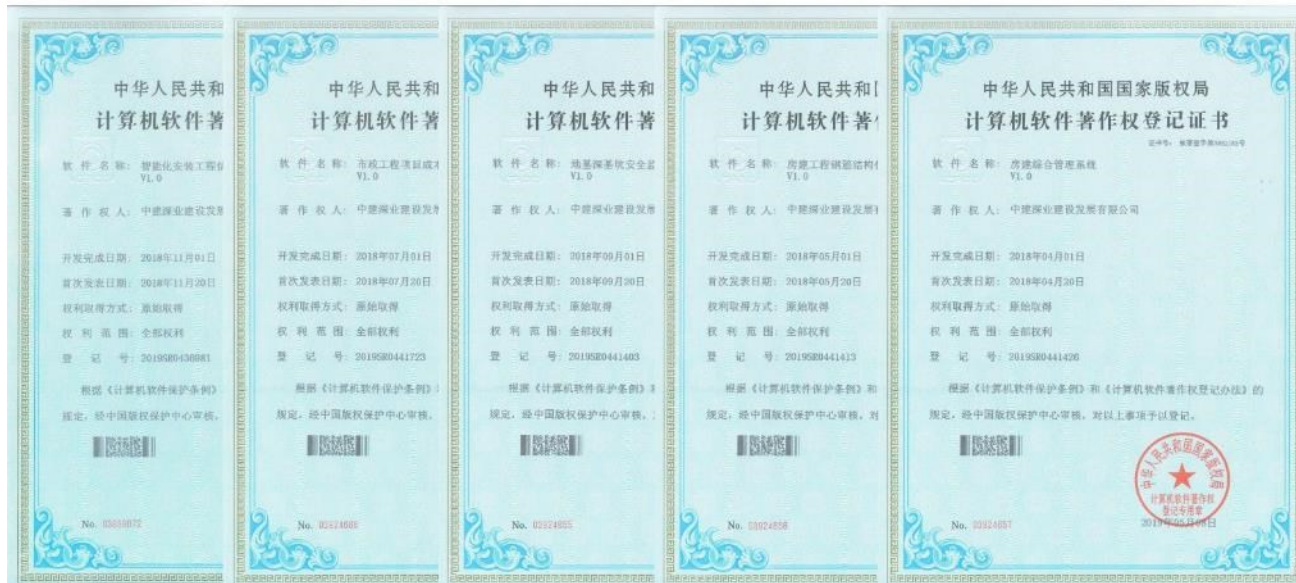 中华人民共和
计算机软件著
软件名称： 智能化安装工程
V1.0
著作权人： 中建深业建设发
开发完成日期： 2018年11月01日
首次发表日期： 2018年11月20日
权利取得方式： 原始取得
权利范围： 全部权利
登记号：
根据《计算机软件保护条例》
规定，经中国版权保护中心审核，
No.
中华人民共和
计算机软件著
软件名称： 市政工程项目成
V1.0
著作权人： 中建深业建设发
开发完成日期： 2018年07月01日
首次发表日期： 2018年07月20日
权利取得方式： 原始取得
权利范围： 全部权利
登记号： 2019SR0441723
根据《计算机软件保护条例》
规定，经中国版权保护中心审核，
No.
中华人民共和
计算机软件著
软件名称： 地基深基坑安全
V1.0
著作权人： 中建深业建设发
开发完成日期： 2018年09月01日
首次发表日期： 2018年09月20日
权利取得方式： 原始取得
权利范围： 全部权利
登记号： 2019SR0441403
根据《计算机软件保护条例》
规定，经中国版权保护中心审核，
No.
中华人民共和
计算机软件著作
软件名称： 房建工程钢筋结构
V1.0
著作权人： 中建深业建设发展
开发完成日期： 2018年05月01日
首次发表日期： 2018年05月20日
权利取得方式： 原始取得
权利范围： 全部权利
登记号： 2019SR0441413
根据《计算机软件保护条例》和
规定，经中国版权保护中心审核，对
No.
中华人民共和国国家版权局
计算机软件著作权登记证书
证书号：
软件名称： 房建综合管理系统
V1.0
著作权人： 中建深业建设发展有限公司
开发完成日期： 2018年04月01日
首次发表日期： 2018年04月20日
权利取得方式： 原始取得
权利范围： 全部权利
登记号： 2019SR0441426
根据《计算机软件保护条例》和《计算机软件著作权登记办法》的
规定，经中国版权保护中心审核，对以上事项予以登记。
中华人民共和国国家版权局
计算机软件著作权
登记专用章
No.
2019年05月08日